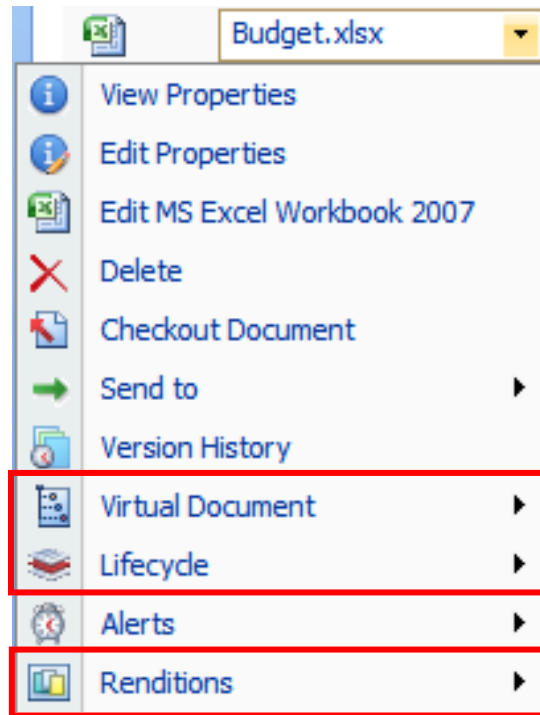 Budget.xlsx
View Properties
Edit Properties
Edit MS Excel Workbook 2007
Delete
Checkout Document
Send to
Version History
Virtual Document
Lifecycle
Alerts
Renditions